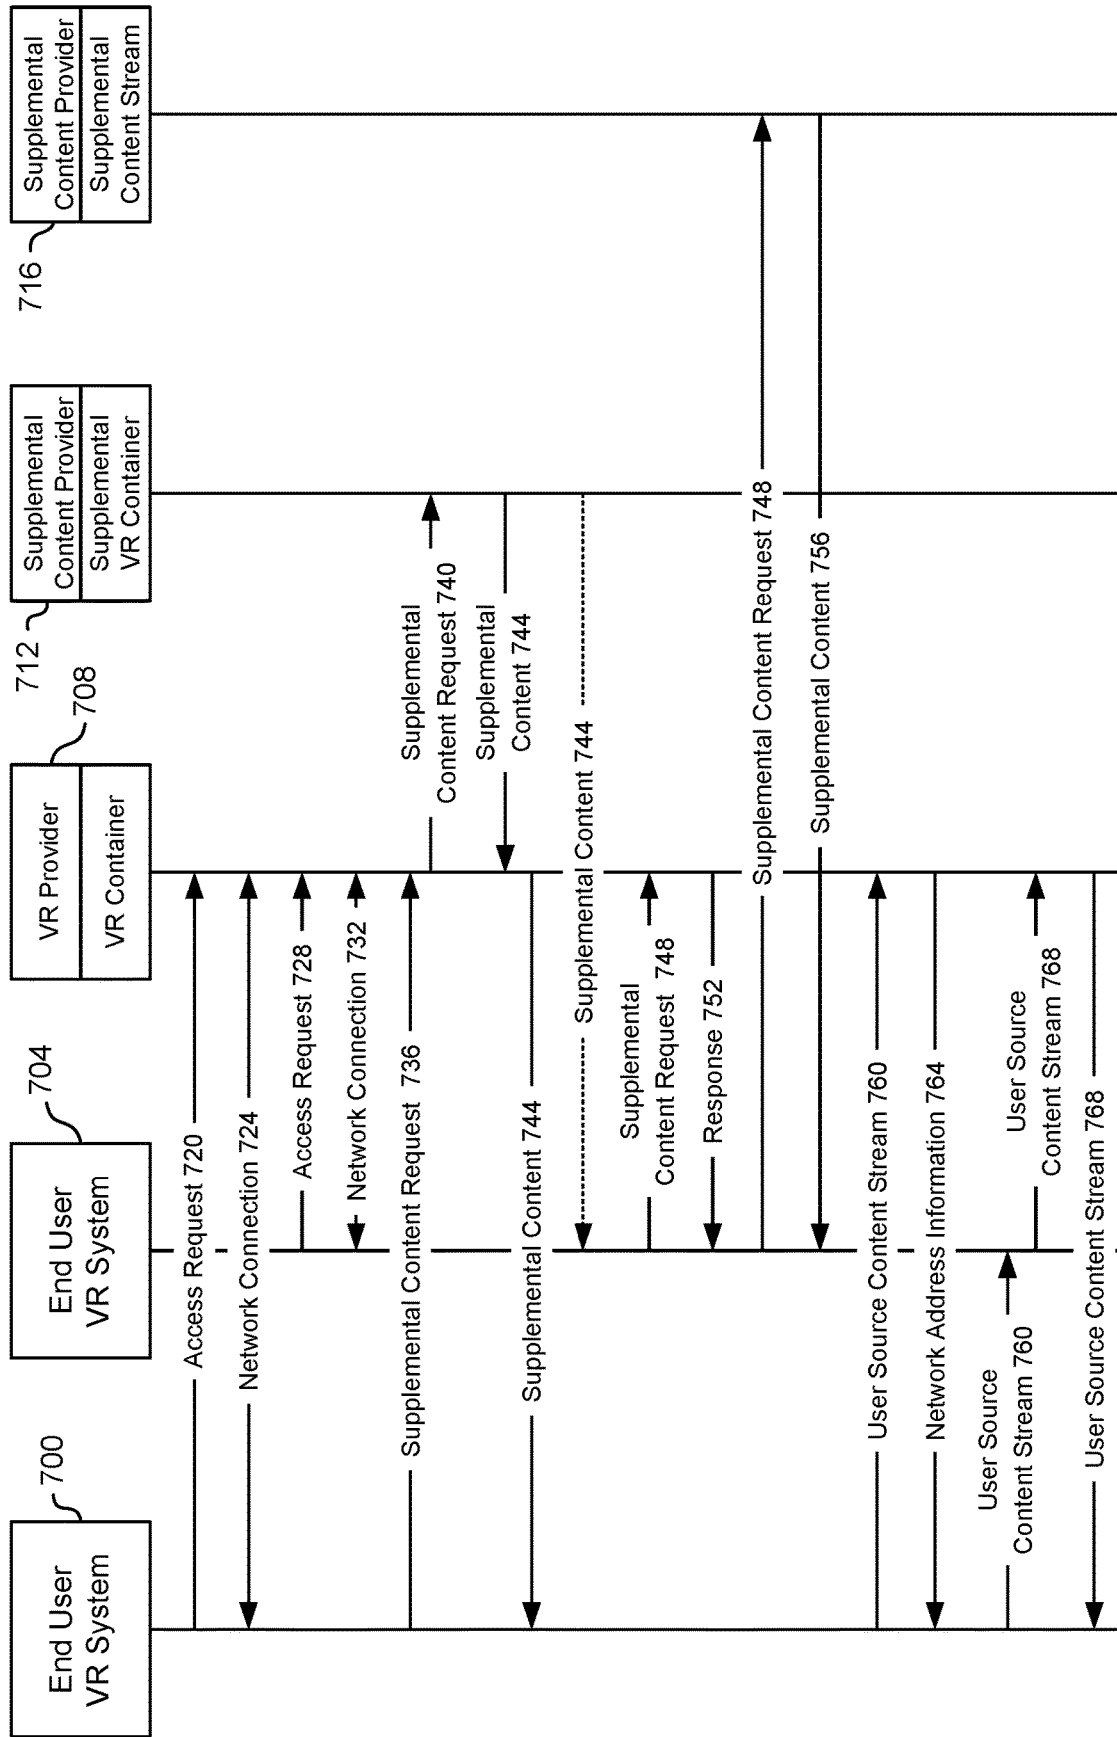 End User
VR System
700
End User
VR System
704
VR Provider
VR Container
708
Supplemental
Content Provider
Supplemental
VR Container
712
Supplemental
Content Provider
Supplemental
Content Stream
716
Access Request 720
Network Connection 724
Access Request 728
Network Connection 732
Supplemental Content Request 736
Supplemental
Content Request 740
Supplemental
Content 744
Supplemental Content 744
Supplemental Content 744
Supplemental
Content Request 748
Response 752
Supplemental Content Request 748
Supplemental Content 756
User Source Content Stream 760
Network Address Information 764
User Source
Content Stream 760
User Source
Content Stream 768
User Source Content Stream 768